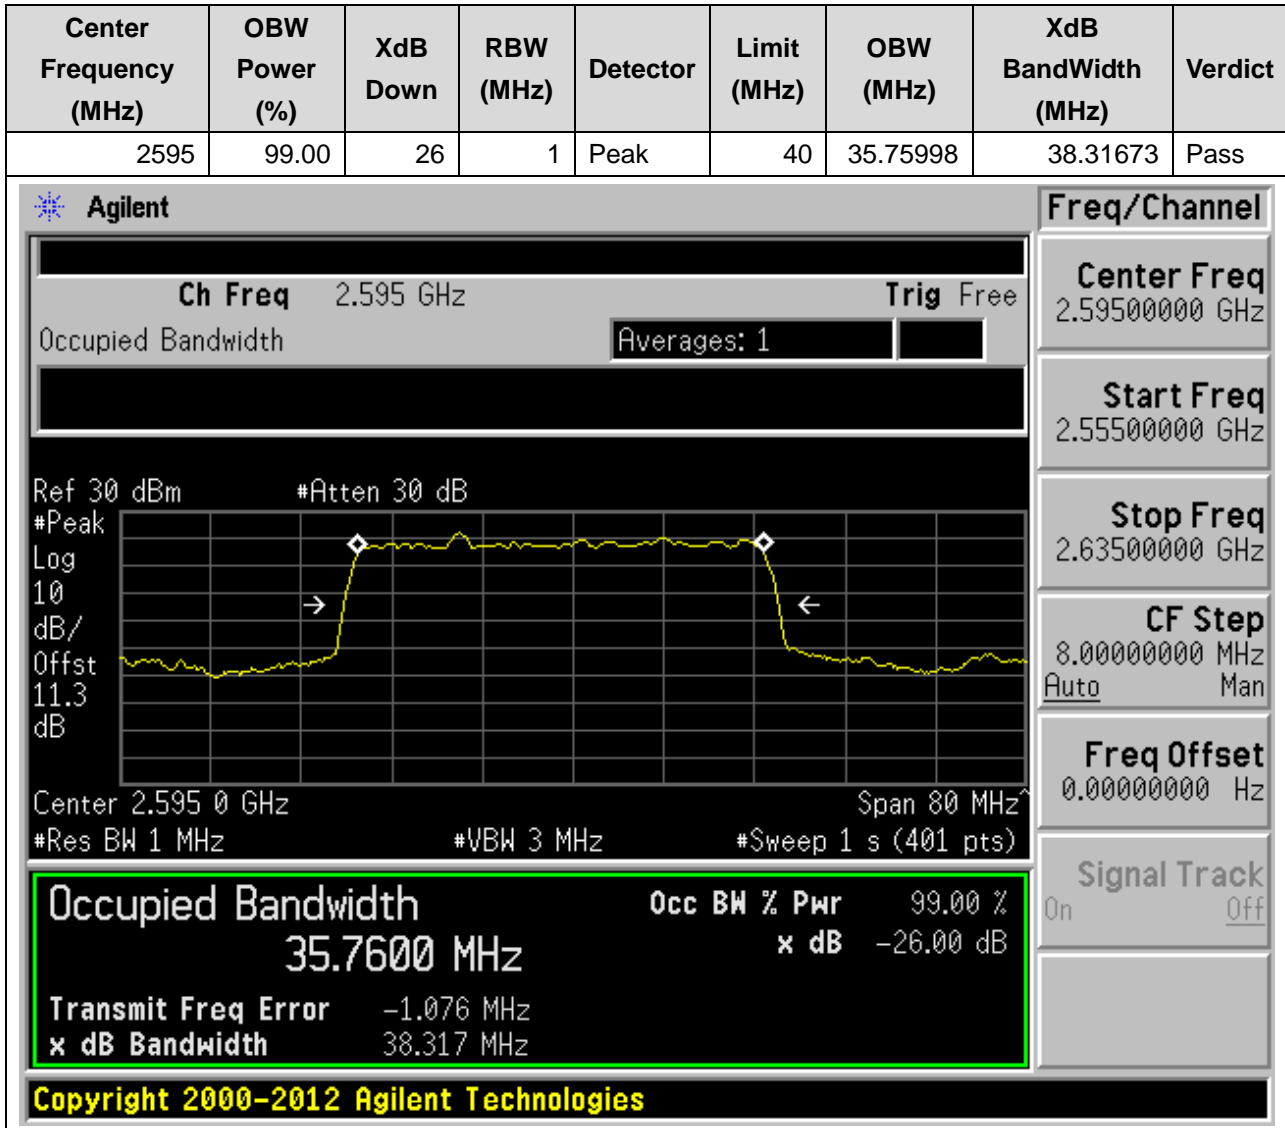 Center Frequency (MHz) OBW Power (%) XdB Down RBW (MHz) Detector Limit (MHz) OBW (MHz) XdB BandWidth (MHz) Verdict
2595 99.00 26 1 Peak 40 35.75998 38.31673 Pass
Agilent
Freq/Channel
Ch Freq 2.595 GHz Trig Free
Occupied Bandwidth Averages: 1
Center Freq
2.59500000 GHz
Start Freq
2.55500000 GHz
Stop Freq
2.63500000 GHz
CF Step
8.00000000 MHz
Auto Man
Freq Offset
0.00000000 Hz
Signal Track
On Off
Ref 30 dBm #Atten 30 dB
#Peak
Log
10
dB/
Offst
11.3
dB
Center 2.595 0 GHz Span 80 MHz^
#Res BW 1 MHz #VBW 3 MHz #Sweep 1 s (401 pts)
Occupied Bandwidth Occ BW % Pwr 99.00 %
35.7600 MHz x dB -26.00 dB
Transmit Freq Error -1.076 MHz
x dB Bandwidth 38.317 MHz
Copyright 2000-2012 Agilent Technologies